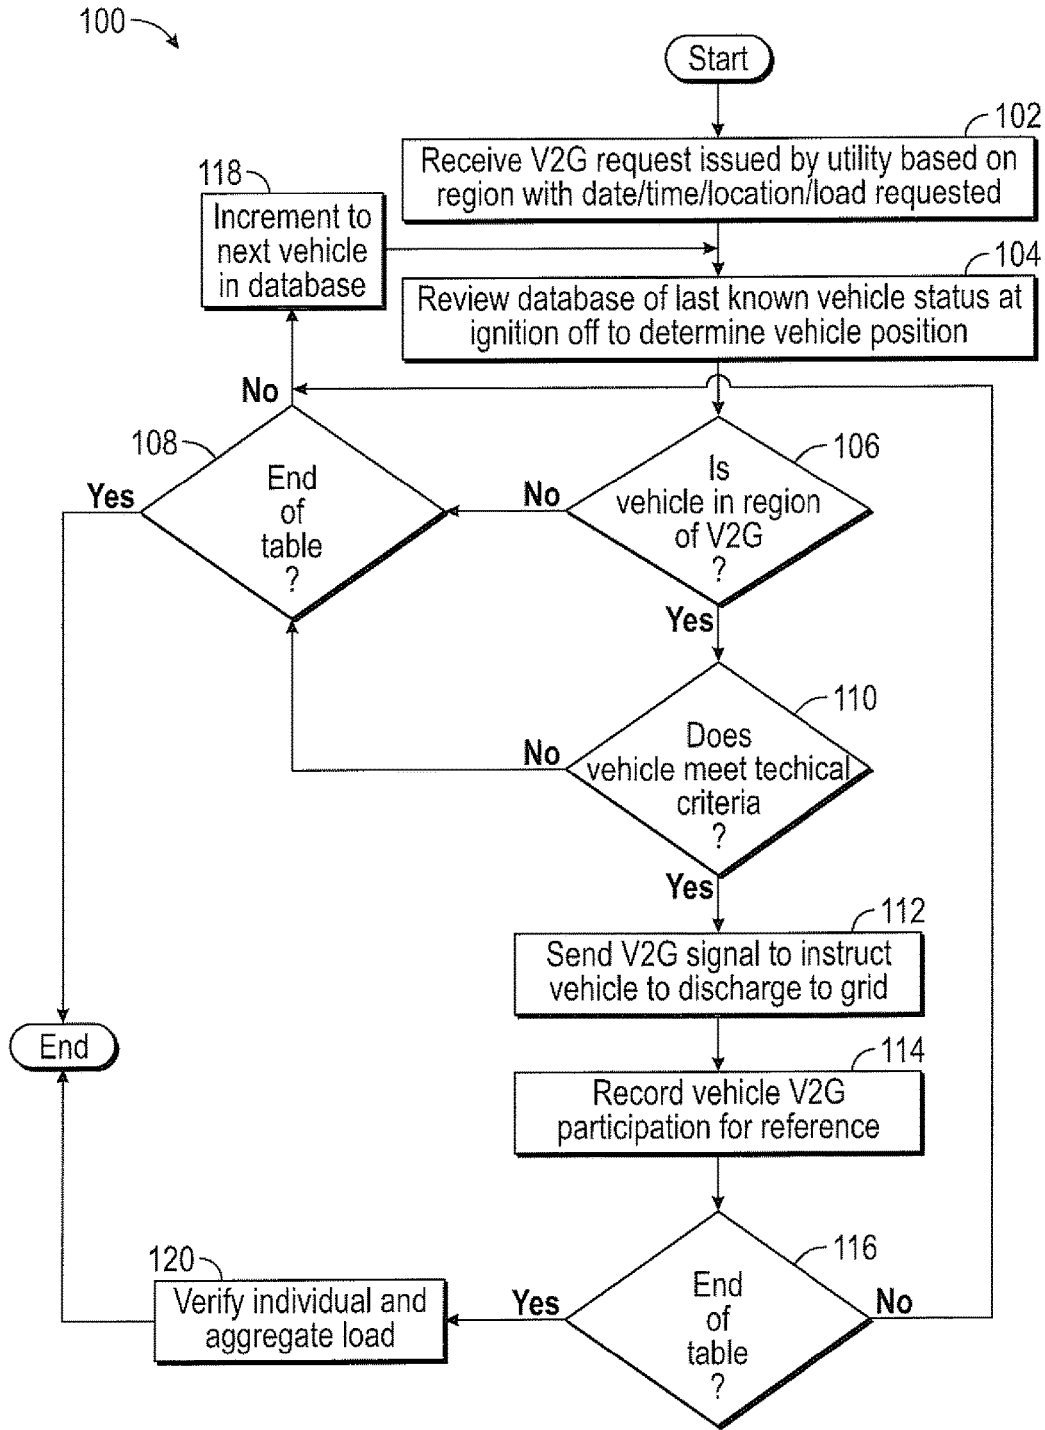 100
Start
102
Receive V2G request issued by utility based on
region with date/time/location/load requested
118
Increment to
next vehicle
in database
104
Review database of last known vehicle status at
ignition off to determine vehicle position
No
108
End
of
table
?
Yes
106
Is
vehicle in region
of V2G
?
No
Yes
110
Does
vehicle meet techical
criteria
?
No
Yes
112
Send V2G signal to instruct
vehicle to discharge to grid
End
114
Record vehicle V2G
participation for reference
116
End
of
table
?
Yes
No
120
Verify individual and
aggregate load